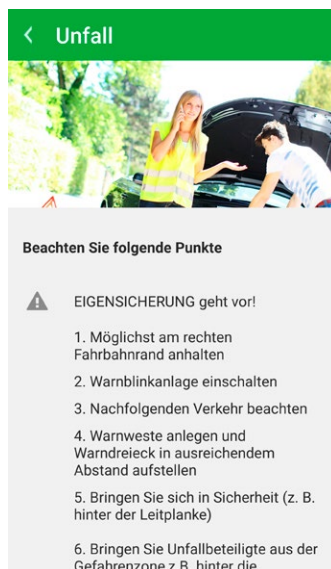 Unfall
Beachten Sie folgende Punkte
EIGENSICHERUNG geht vor!
1. Möglichst am rechten
Fahrbahnrand anhalten
2. Warnblinkanlage einschalten
3. Nachfolgenden Verkehr beachten
4. Warnweste anlegen und
Warndreieck in ausreichendem
Abstand aufstellen
5. Bringen Sie sich in Sicherheit (z. B.
hinter der Leitplanke)
6. Bringen Sie Unfallbeteiligte aus der
Gefahrenzone z.B. hinter die